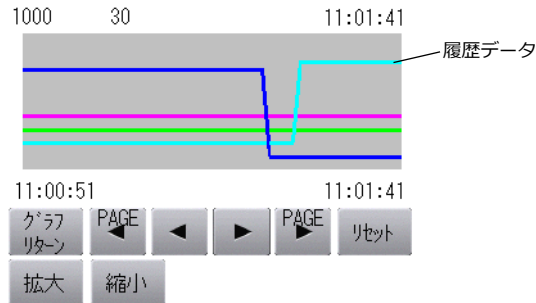 1000 30 11:01:41
履歴データ
11:00:51 11:01:41
グラフ PAGE PAGE リセット
リターン ◀ ◀ ▶ ▶
拡大 縮小